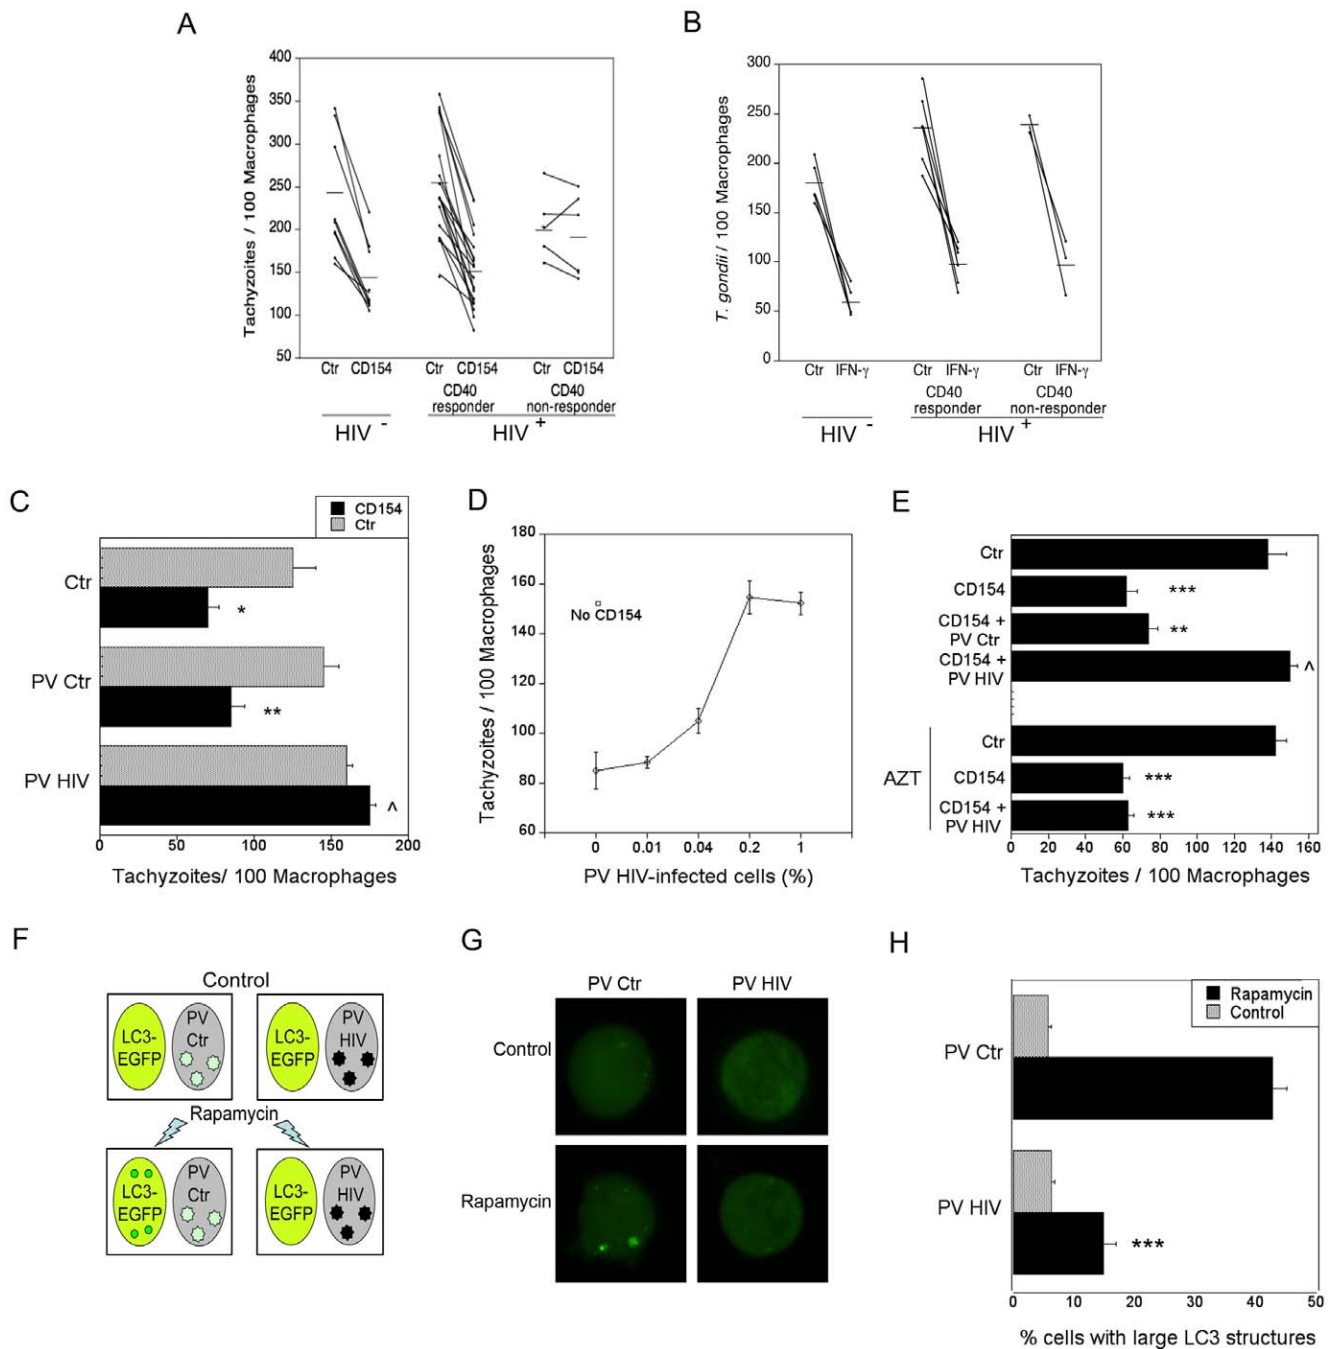 A
Tachyzoites / 100 Macrophages
400
350
300
250
200
150
100
50
Ctr CD154
Ctr CD154
Ctr CD154
CD40
responder
CD40
non-responder
HIV -
HIV +
B
T. gondii / 100 Macrophages
300
250
200
150
100
50
0
Ctr IFN-γ
Ctr IFN-γ
Ctr IFN-γ
CD40
responder
CD40
non-responder
HIV -
HIV +
C
CD154
Ctr
Ctr
*
PV Ctr
**
PV HIV
^
0 50 100 150 200
Tachyzoites/ 100 Macrophages
D
Tachyzoites / 100 Macrophages
180
160
140
120
100
80
60
No CD154
0 0.01 0.04 0.2 1
PV HIV-infected cells (%)
E
Ctr
CD154
***
CD154 +
PV Ctr
**
CD154 +
PV HIV
^
AZT
Ctr
CD154
***
CD154 +
PV HIV
***
0 20 40 60 80 100 120 140 160
Tachyzoites / 100 Macrophages
F
Control
LC3-
EGFP
PV
Ctr
LC3-
EGFP
PV
HIV
Rapamycin
LC3-
EGFP
PV
Ctr
LC3-
EGFP
PV
HIV
G
PV Ctr PV HIV
Control
Rapamycin
H
Rapamycin
Control
PV Ctr
PV HIV
***
0 10 20 30 40 50
% cells with large LC3 structures